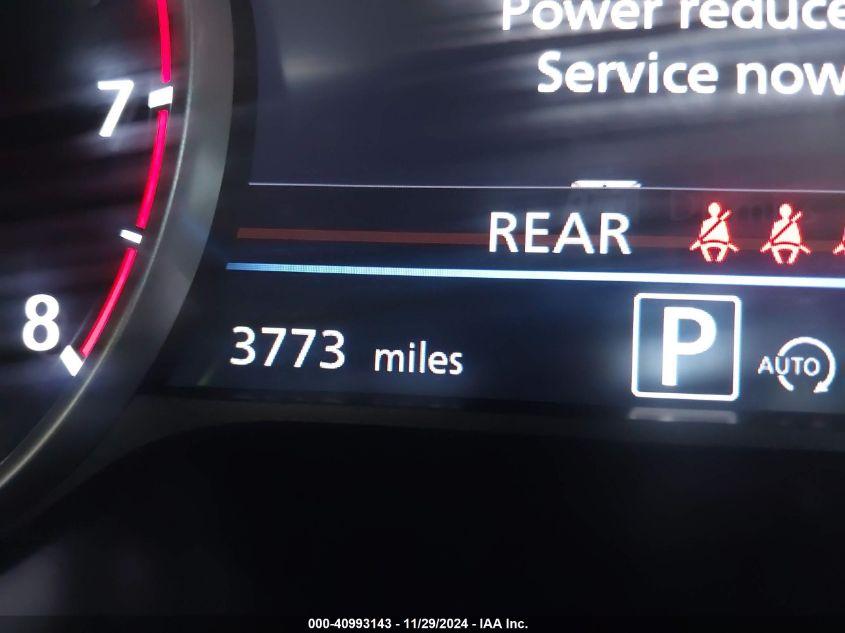 Power reduce
Service now
7
REAR
8
3773 miles
P
AUTO
000-40993143 - 11/29/2024 - IAA Inc.